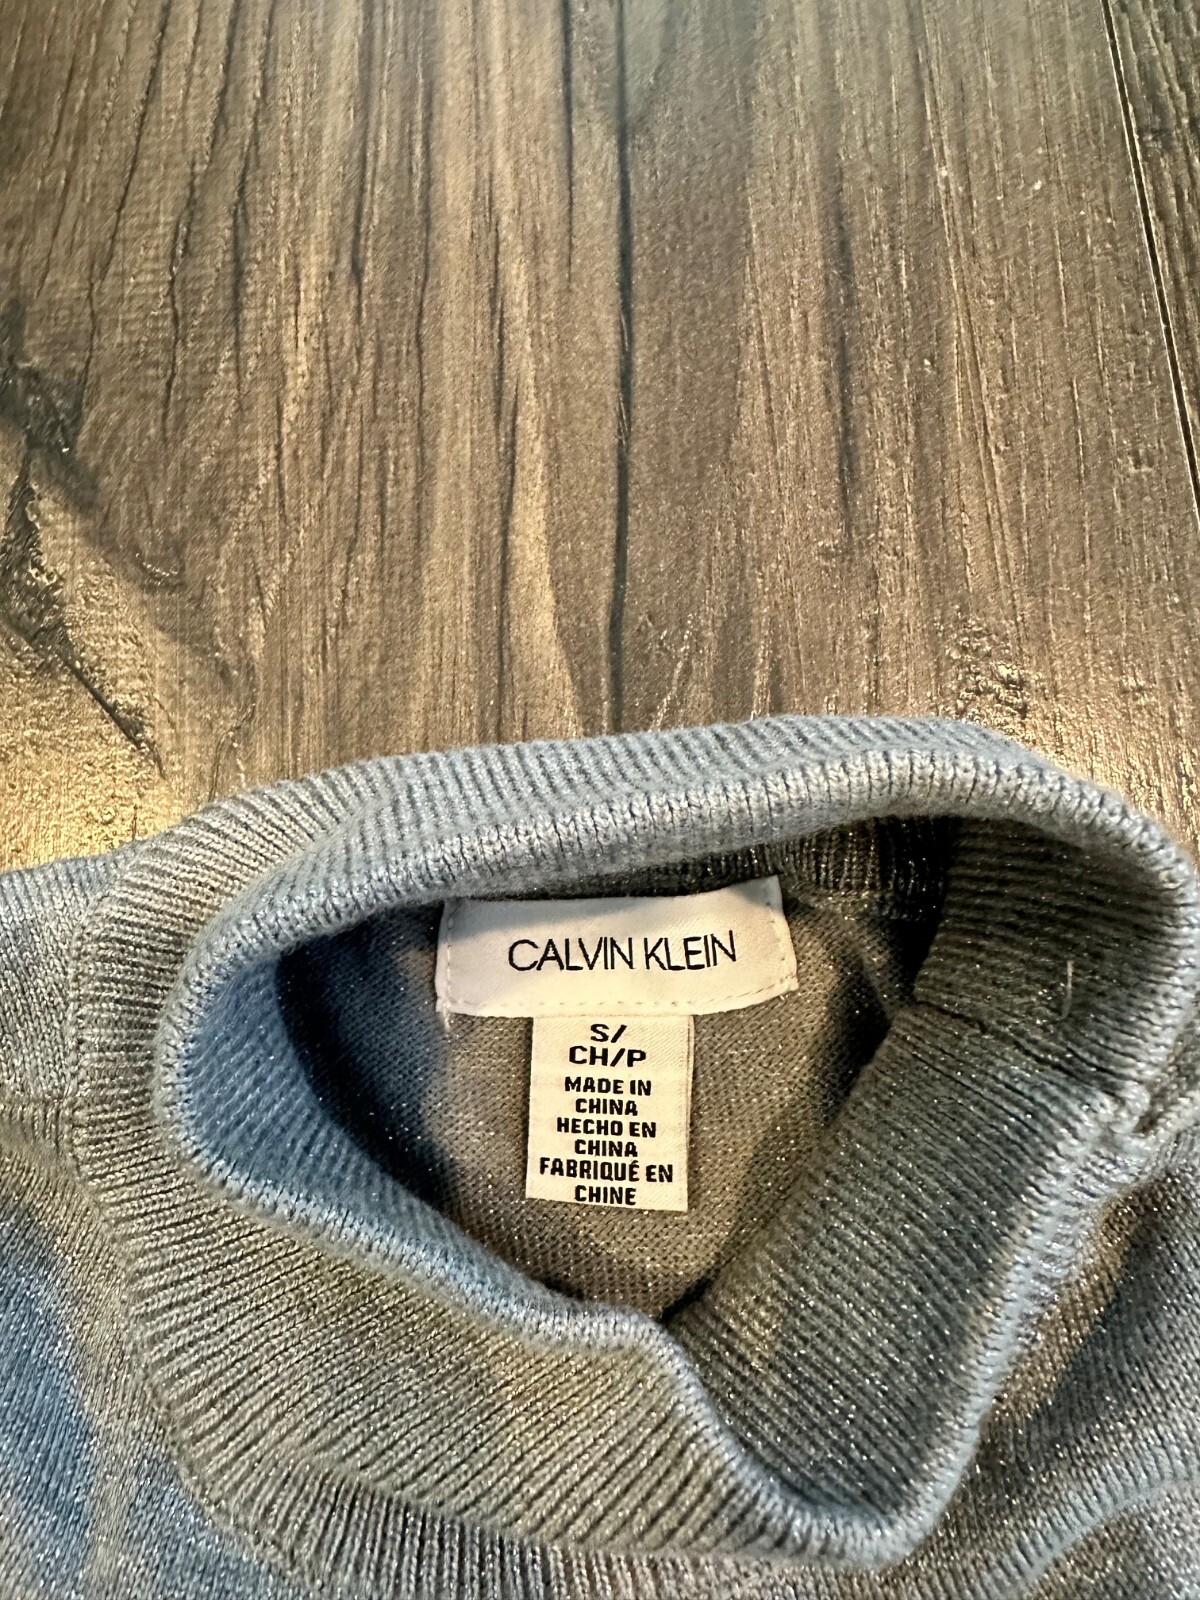 CALVIN KLEIN
S/
CH/P
MADE IN
CHINA
HECHO EN
CHINA
FABRIQUÉ EN
CHINE